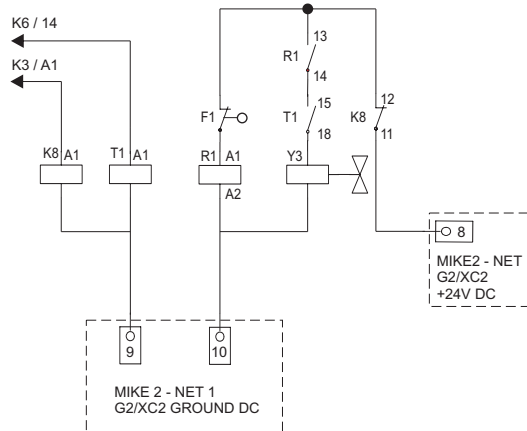 K6 / 14
K3 / A1
13
R1
14
12
F1
T1
15
K8
18
11
K8 A1
T1 A1
R1 A1
Y3
A2
8
MIKE2 - NET
G2/XC2
+24V DC
9
10
MIKE 2 - NET 1
G2/XC2 GROUND DC